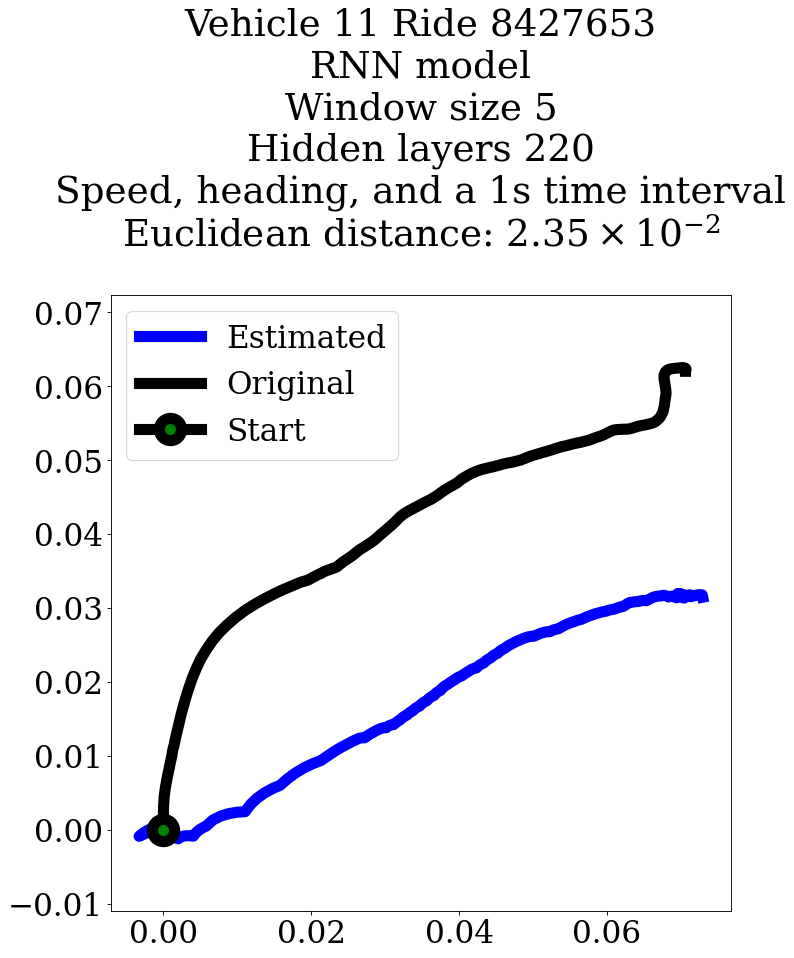 Vehicle 11 Ride 8427653
RNN model
Window size 5
Hidden layers 220
Speed, heading, and a 1s time interval
Euclidean distance: 2.35 × 10⁻²
0.07
0.06
0.05
0.04
0.03
0.02
0.01
0.00
−0.01
Estimated
Original
Start
0.00 0.02 0.04 0.06